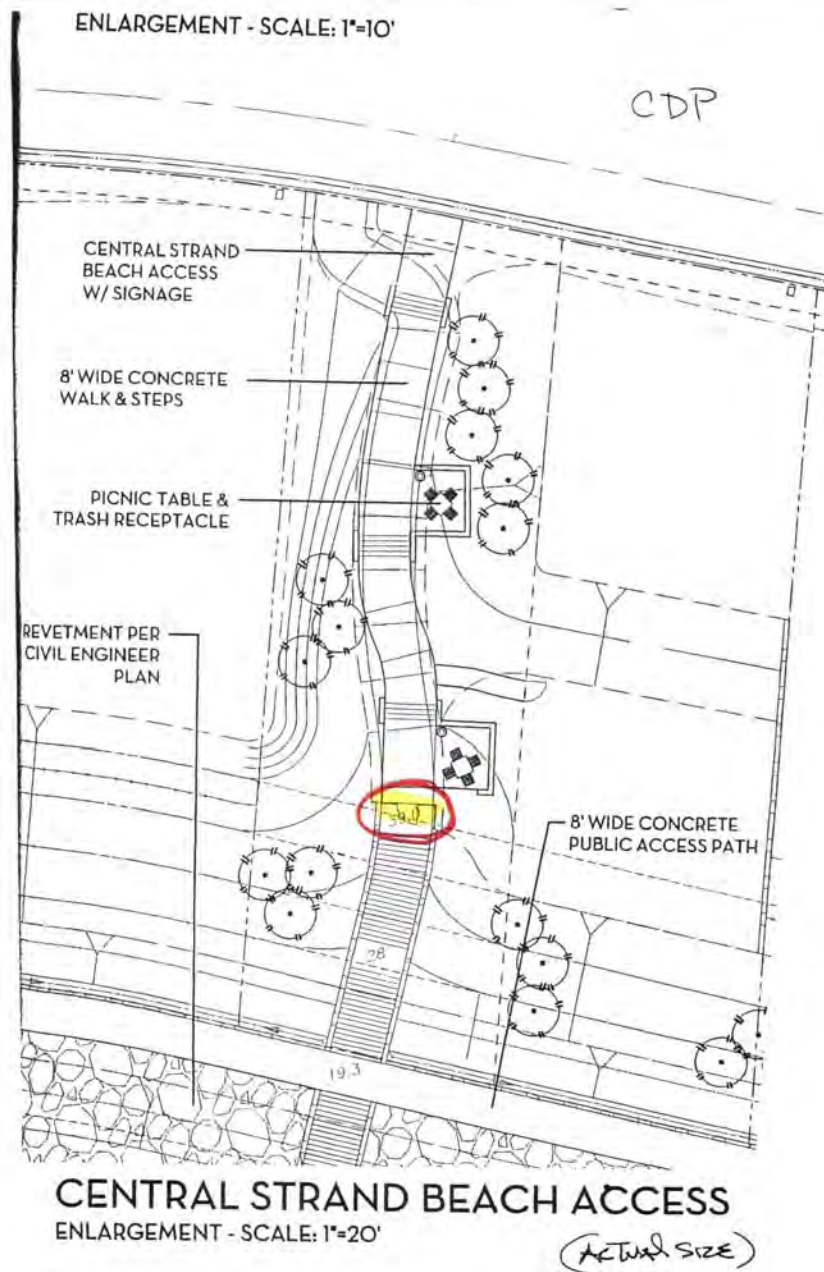 ENLARGEMENT - SCALE: 1"=10'
CDP
CENTRAL STRAND
BEACH ACCESS
W/ SIGNAGE
8' WIDE CONCRETE
WALK & STEPS
PICNIC TABLE &
TRASH RECEPTACLE
REVETMENT PER
CIVIL ENGINEER
PLAN
8' WIDE CONCRETE
PUBLIC ACCESS PATH
28
19.3
CENTRAL STRAND BEACH ACCESS
ENLARGEMENT - SCALE: 1"=20'
(ACTUAL SIZE)